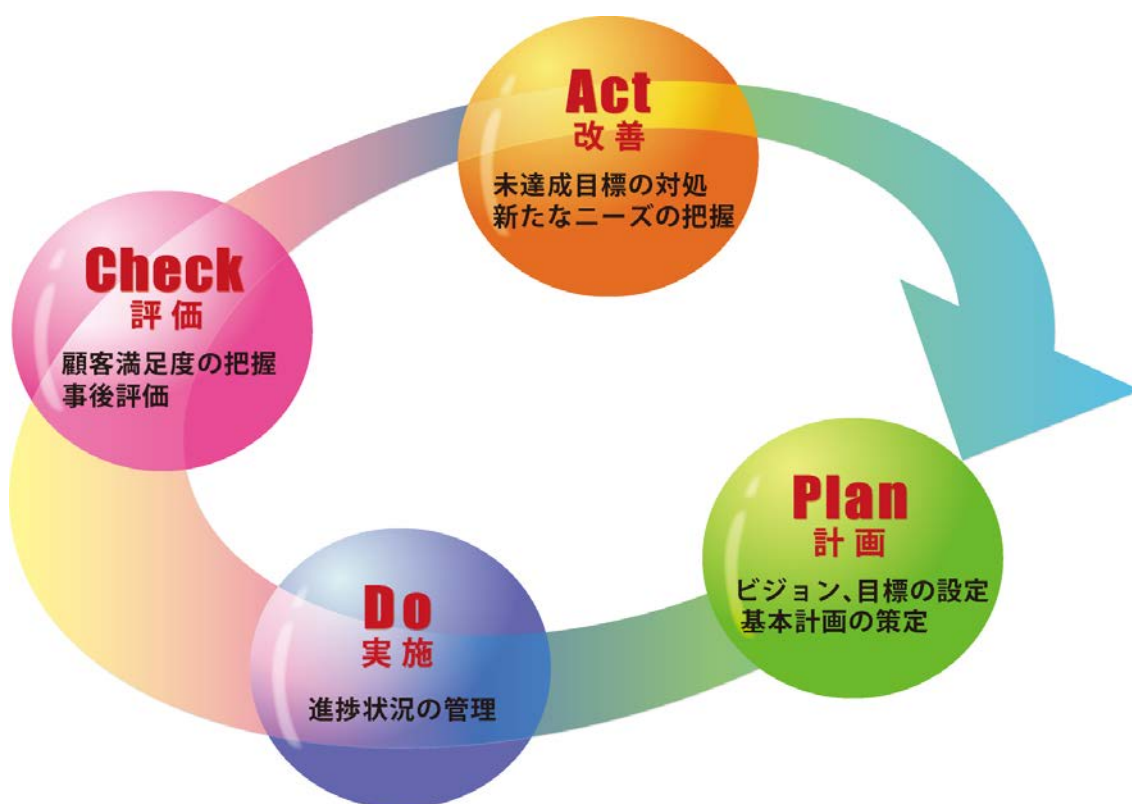 Act
改善
未達成目標の対処
新たなニーズの把握
Check
評価
顧客満足度の把握
事後評価
Plan
計画
ビジョン、目標の設定
基本計画の策定
Do
実施
進捗状況の管理